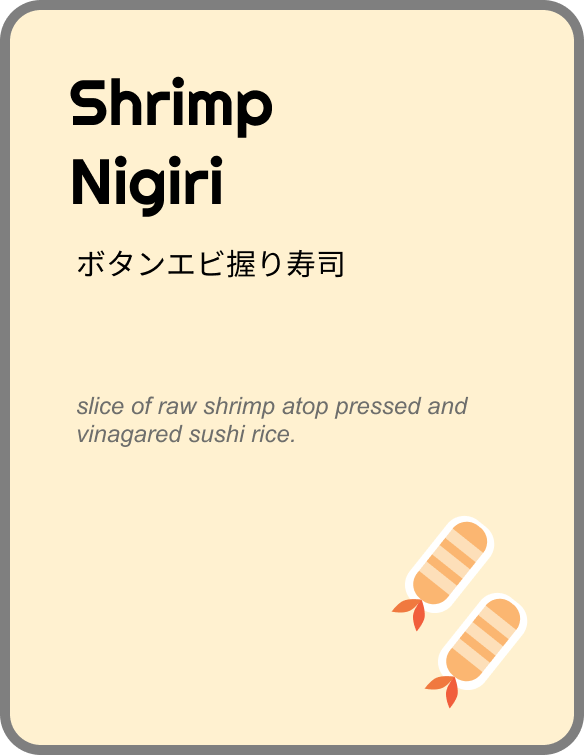 Shrimp
Nigiri
ボタンエビ握り寿司
slice of raw shrimp atop pressed and
vinagared sushi rice.